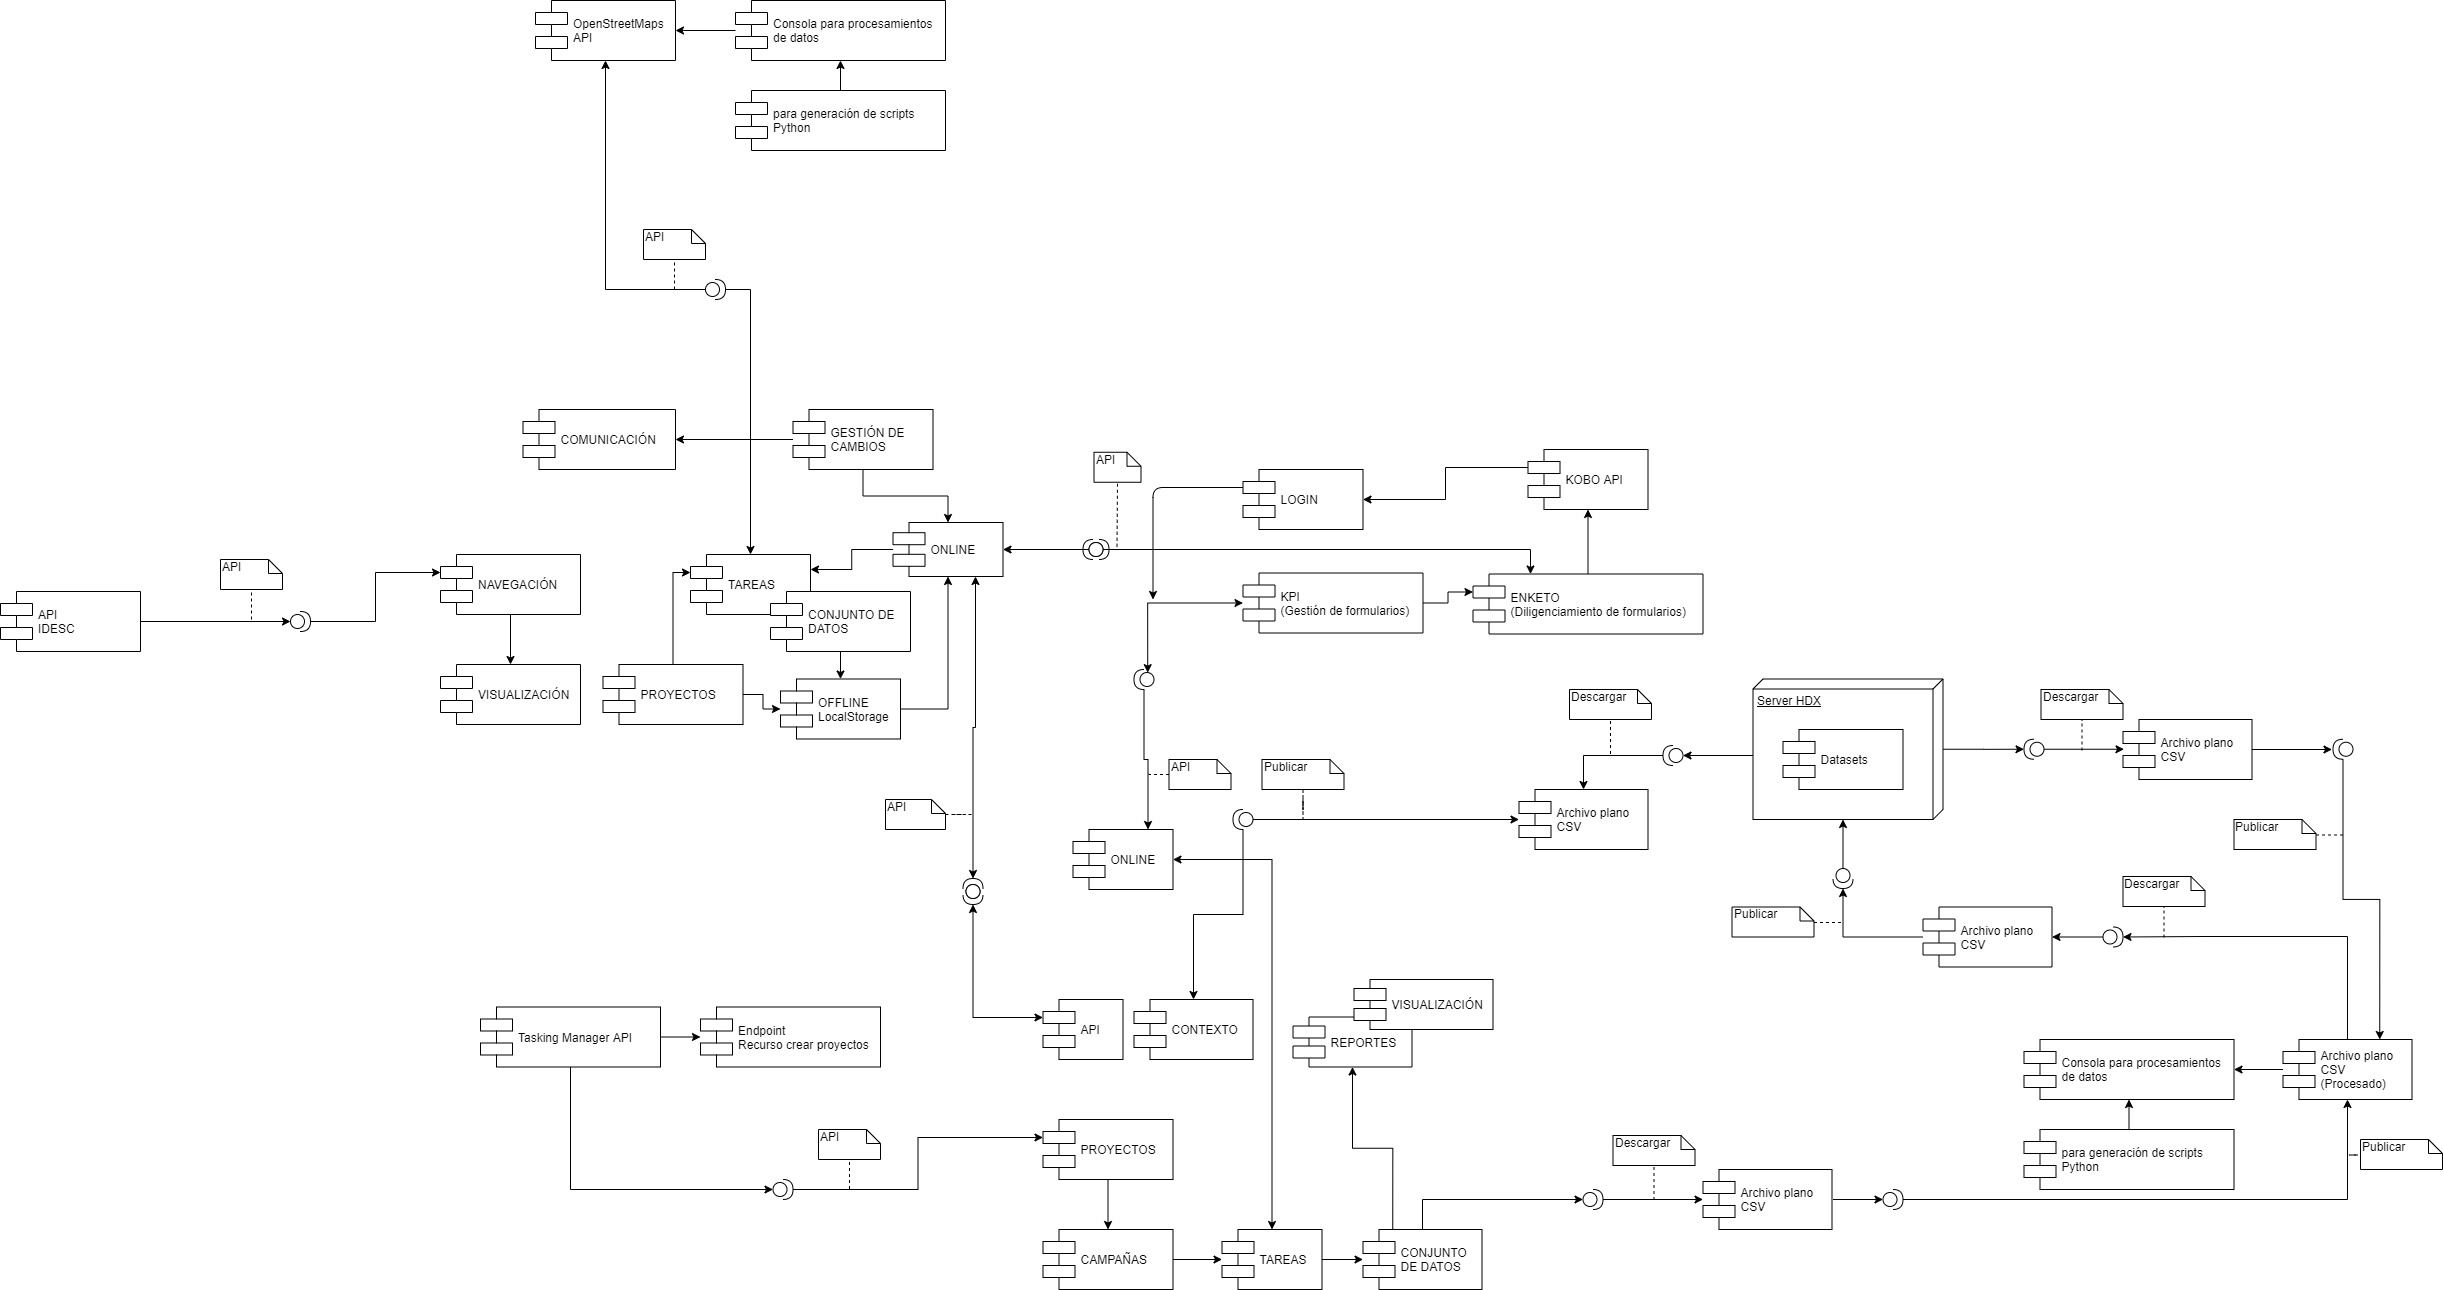 OpenStreetMaps
API
Consola para procesamientos
de datos
para generación de scripts
Python
API
COMUNICACIÓN
GESTIÓN DE
CAMBIOS
API
LOGIN
KOBO API
ONLINE
API
NAVEGACIÓN
TAREAS
API
IDESC
CONJUNTO DE
DATOS
KPI
(Gestión de formularios)
ENKETO
(Diligenciamiento de formularios)
VISUALIZACIÓN
PROYECTOS
OFFLINE
LocalStorage
Descargar
Server HDX
Datasets
Descargar
Archivo plano
CSV
API
Publicar
API
Archivo plano
CSV
Publicar
ONLINE
Descargar
Publicar
Archivo plano
CSV
Tasking Manager API
Endpoint
Recurso crear proyectos
API
CONTEXTO
VISUALIZACIÓN
REPORTES
Consola para procesamientos
de datos
Archivo plano
CSV
(Procesado)
API
PROYECTOS
Descargar
para generación de scripts
Python
Publicar
Archivo plano
CSV
CAMPAÑAS
TAREAS
CONJUNTO
DE DATOS